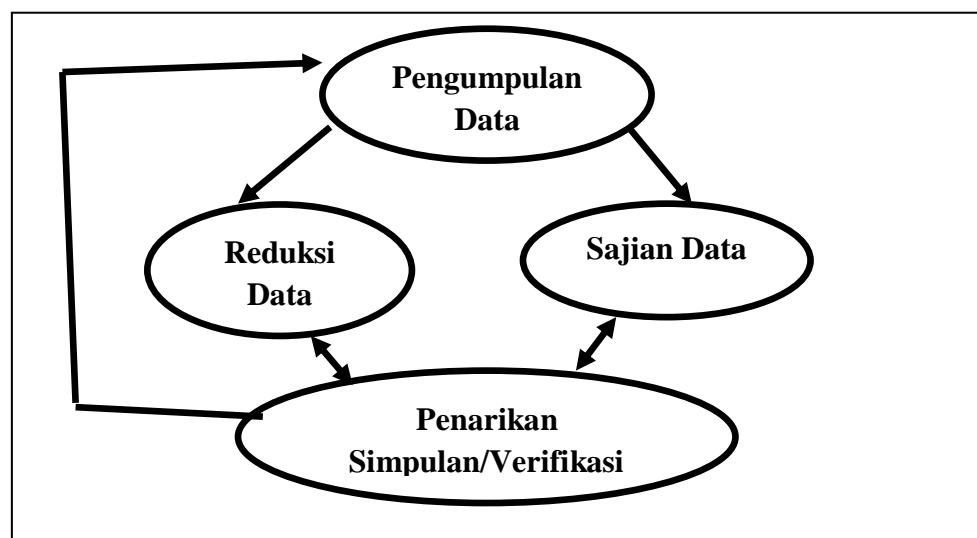 Pengumpulan
Data
Reduksi
Data
Sajian Data
Penarikan
Simpulan/Verifikasi